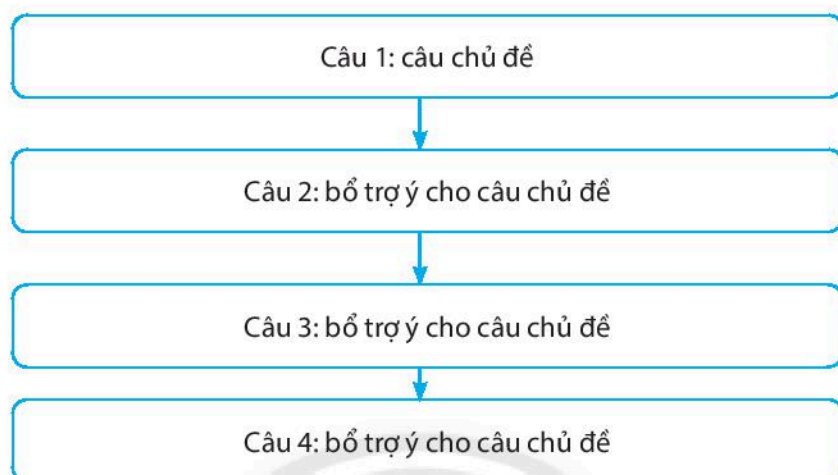 Câu 1: câu chủ đề
Câu 2: bổ trợ ý cho câu chủ đề
Câu 3: bổ trợ ý cho câu chủ đề
Câu 4: bổ trợ ý cho câu chủ đề